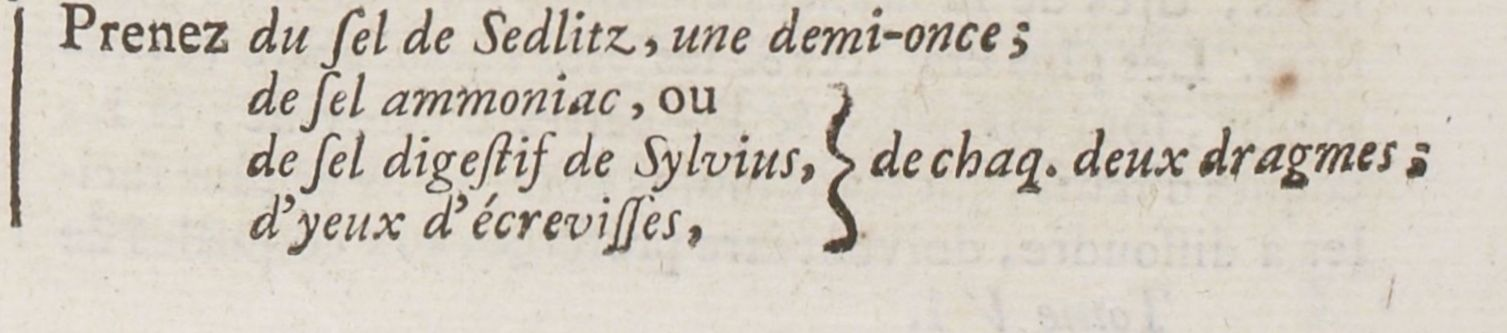 Prenez du ſel de Sedlitz, une demi-once;
de ſel ammoniac, ou
de ſel digeſtif de Sylvius, } de chaq. deux dragmes;
d'yeux d'écreviſſes,